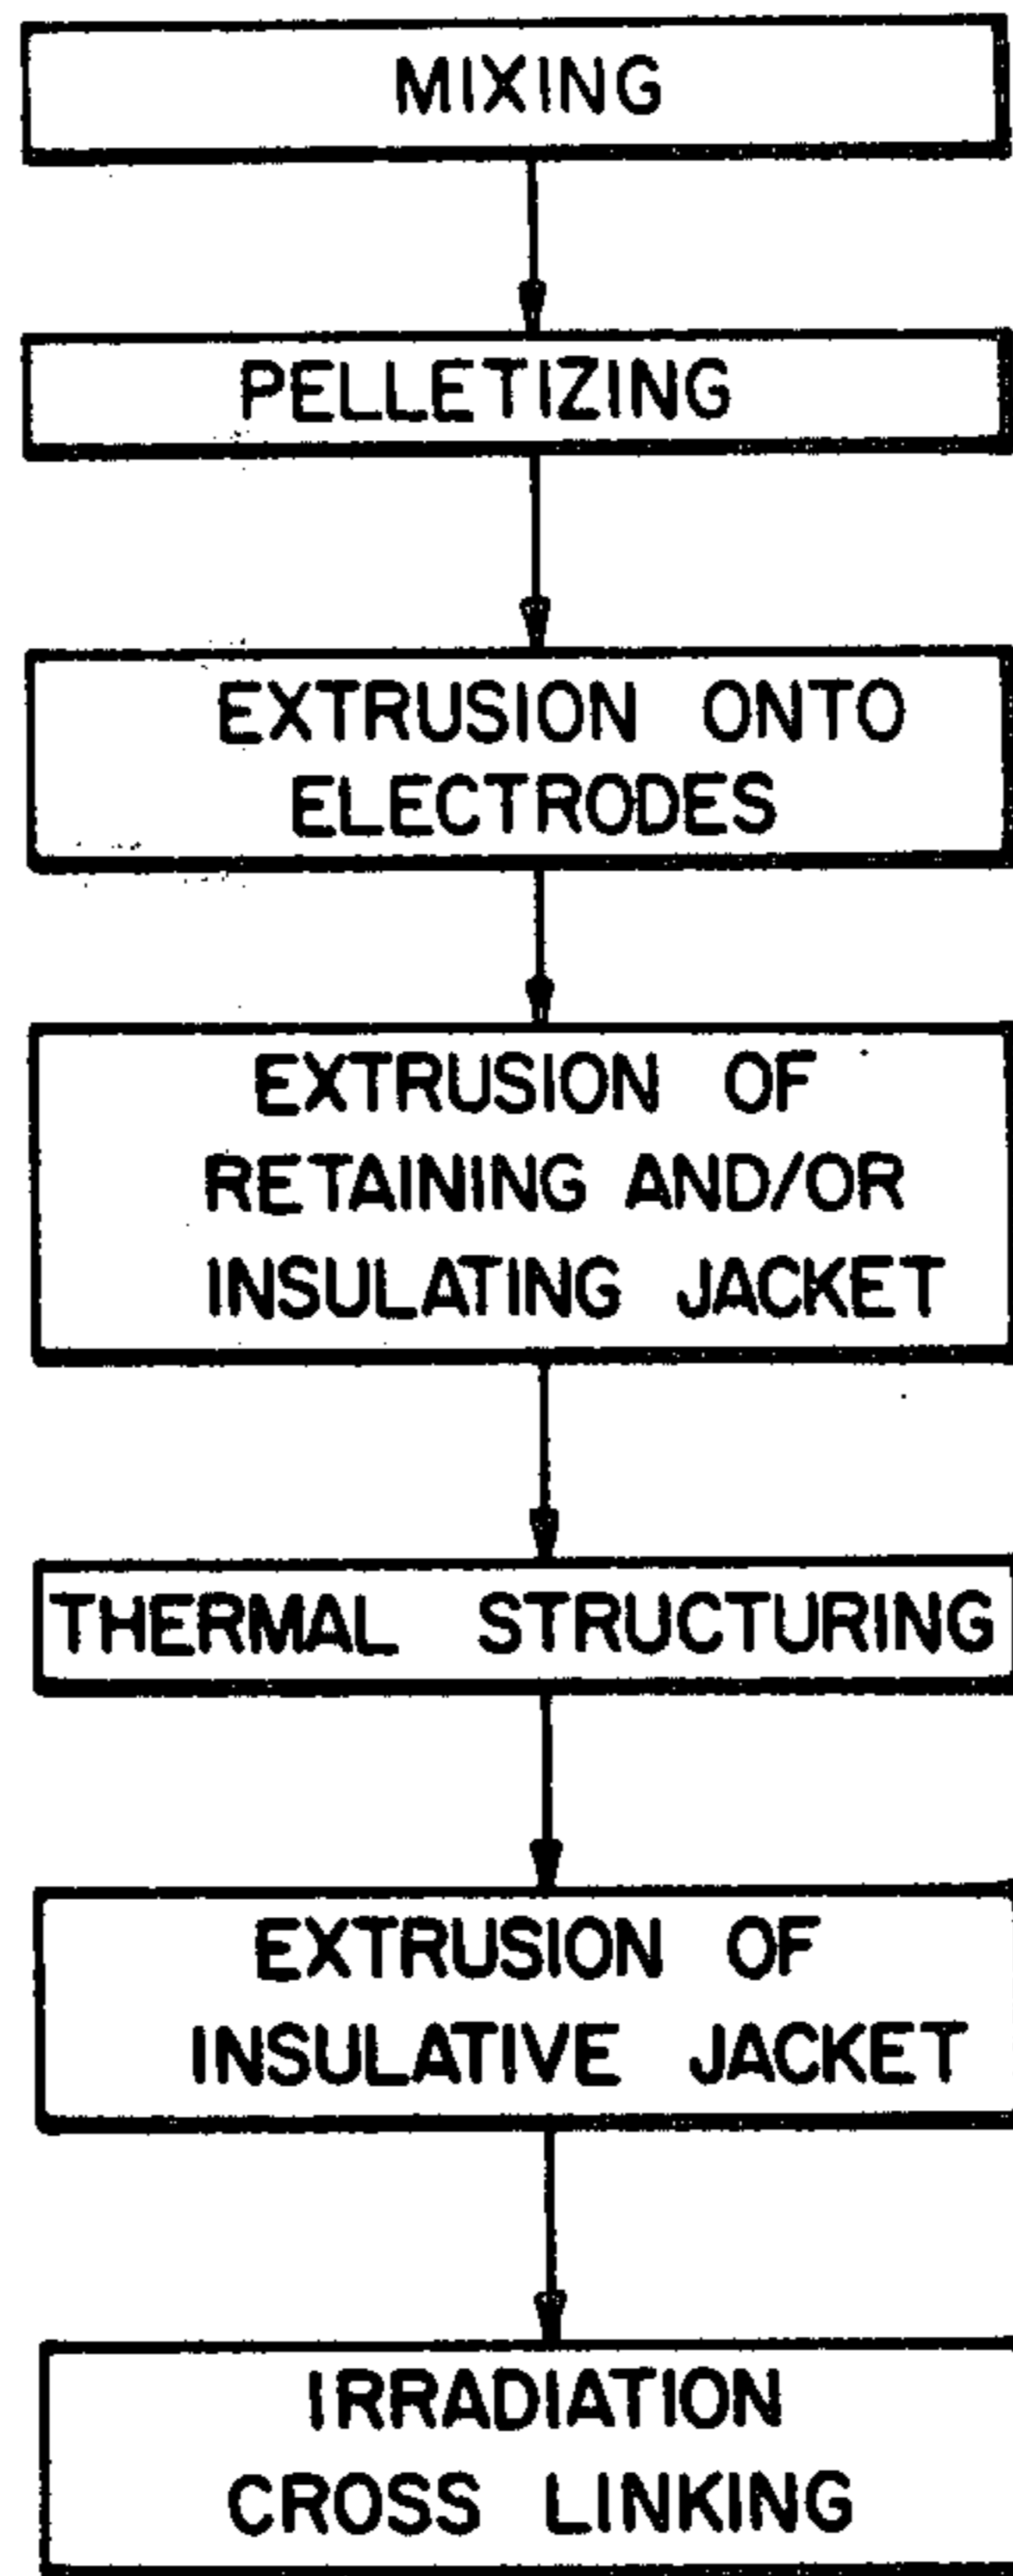 MIXING
PELLETIZING
EXTRUSION ONTO
ELECTRODES
EXTRUSION OF
RETAINING AND/OR
INSULATING JACKET
THERMAL STRUCTURING
EXTRUSION OF
INSULATIVE JACKET
IRRADIATION
CROSS LINKING